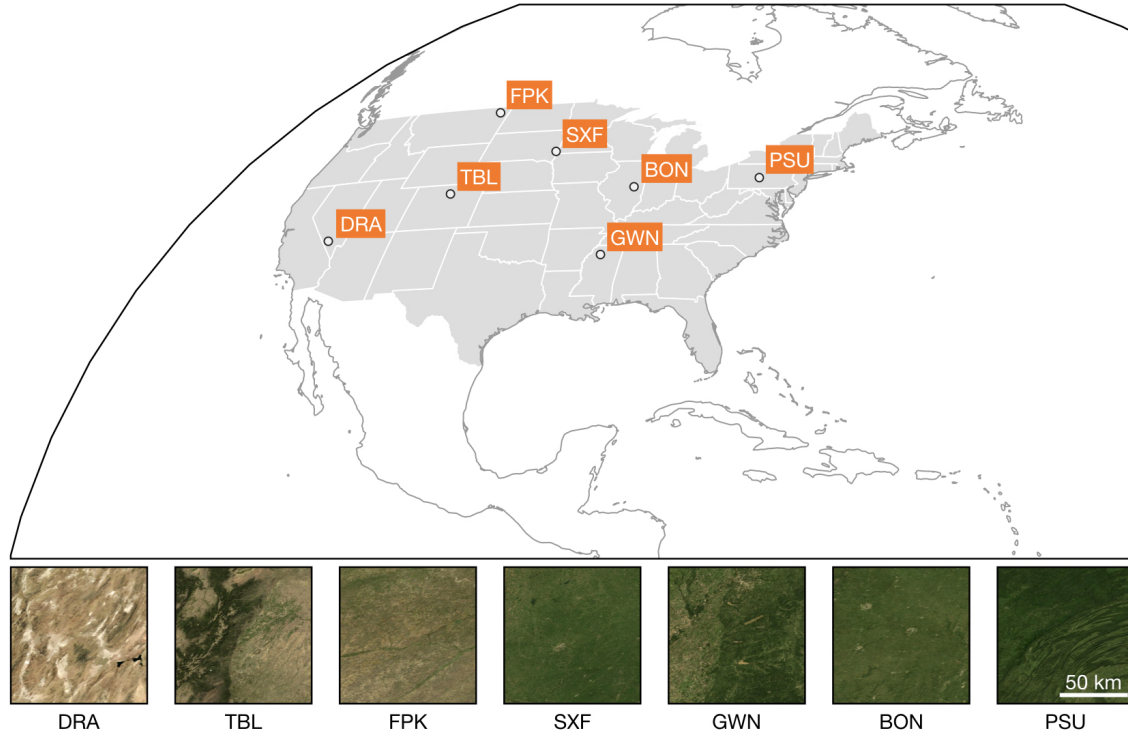 FPK
SXF
BON
PSU
TBL
DRA
GWN
50 km
DRA
TBL
FPK
SXF
GWN
BON
PSU